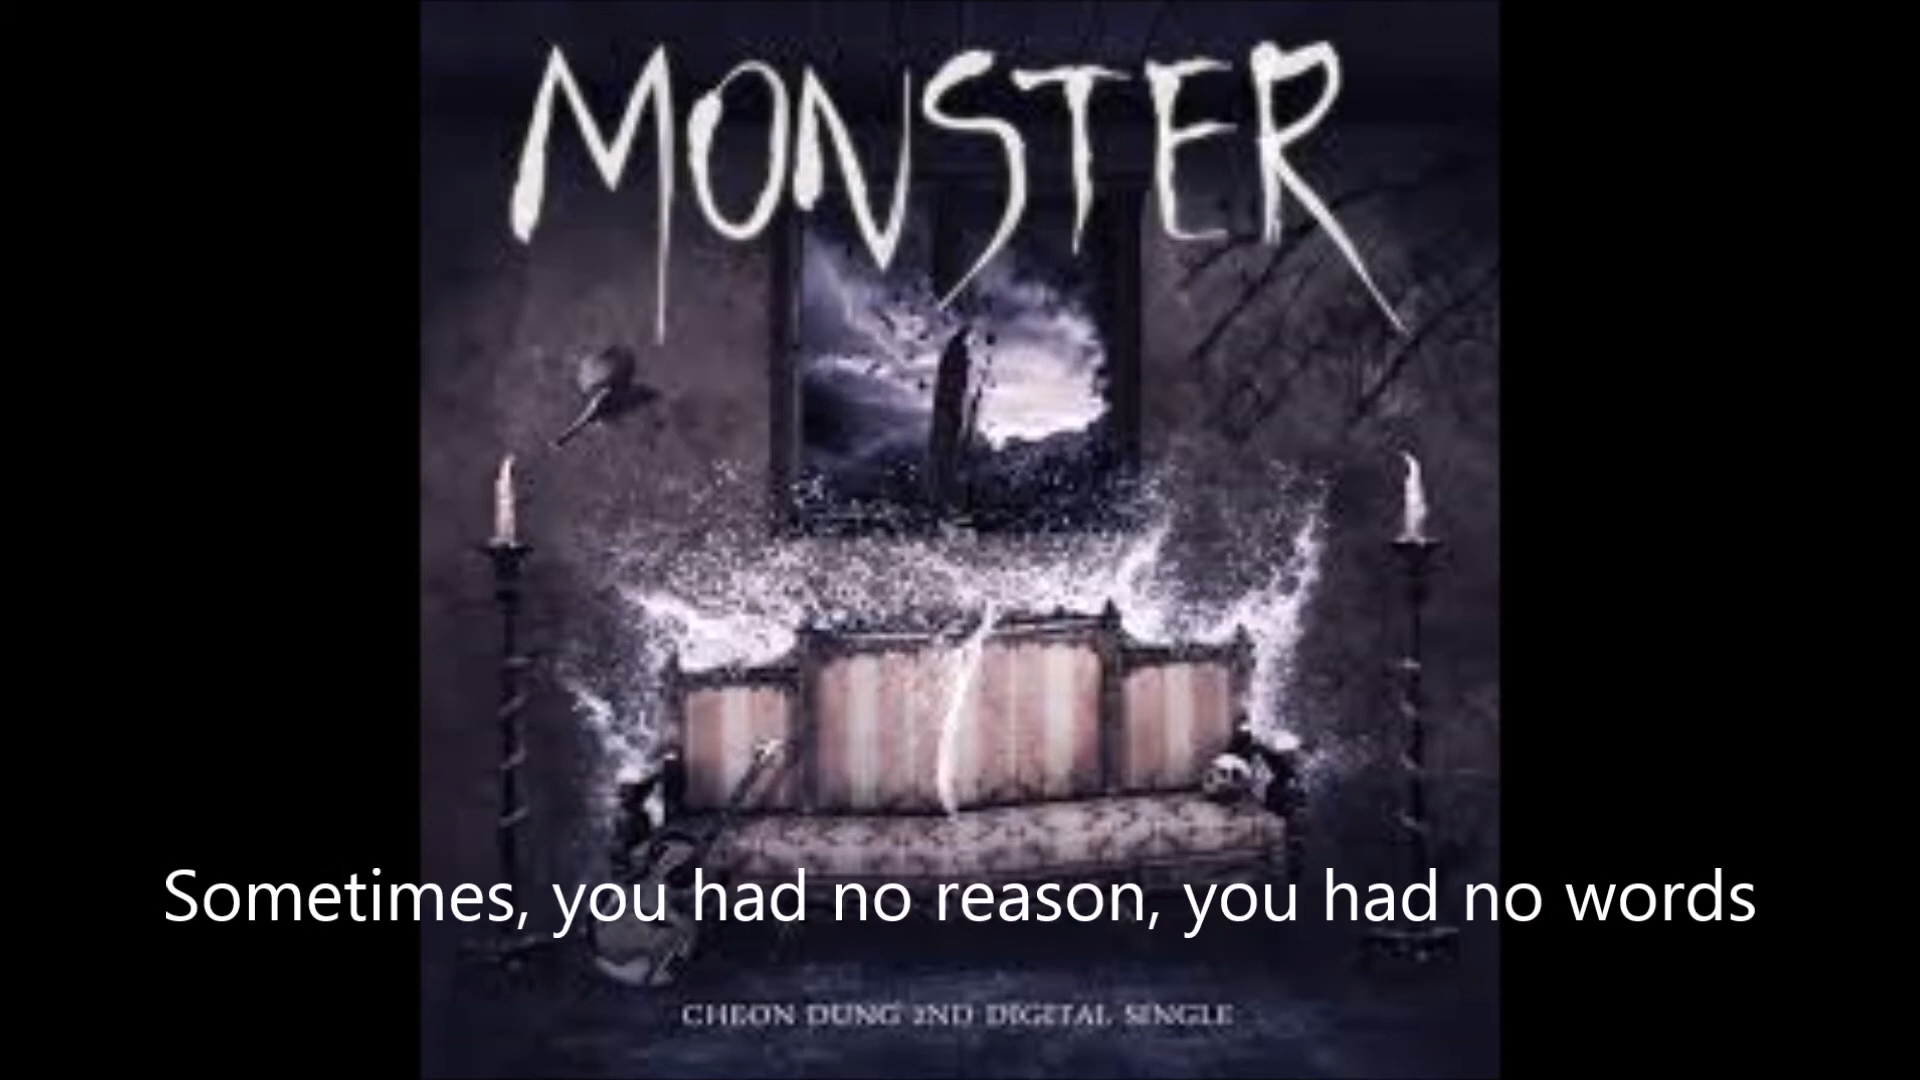 MONSTER
Sometimes, you had no reason, you had no words
CHEON DUNG 2ND DIGITAL SINGLE